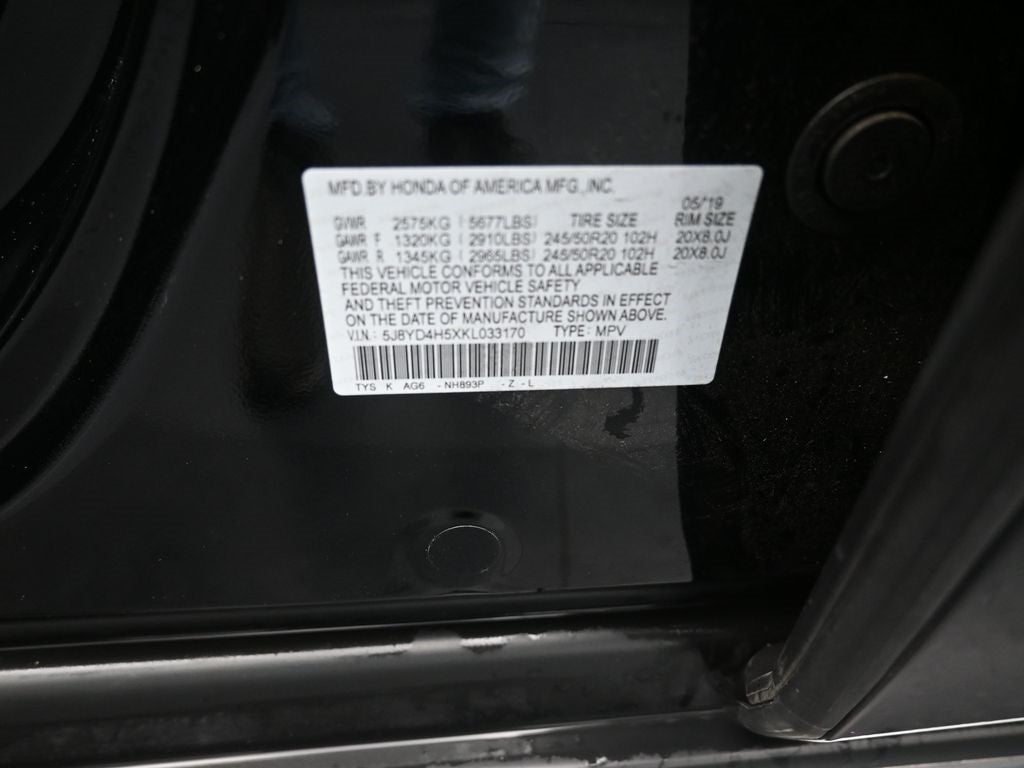 MFD.BY HONDA OF AMERICA MFG.,INC.
05/'19
GVWR 2575KG ( 5677LBS) TIRE SIZE RIM SIZE
GAWR F 1320KG ( 2910LBS) 245/50R20 102H 20X8.0J
GAWR R 1345KG ( 2965LBS) 245/50R20 102H 20X8.0J
THIS VEHICLE CONFORMS TO ALL APPLICABLE
FEDERAL MOTOR VEHICLE SAFETY
AND THEFT PREVENTION STANDARDS IN EFFECT
ON THE DATE OF MANUFACTURE SHOWN ABOVE.
V.I.N.: 5J8YD4H5XKL033170 TYPE: MPV
TYS K AG6 -NH893P -Z -L